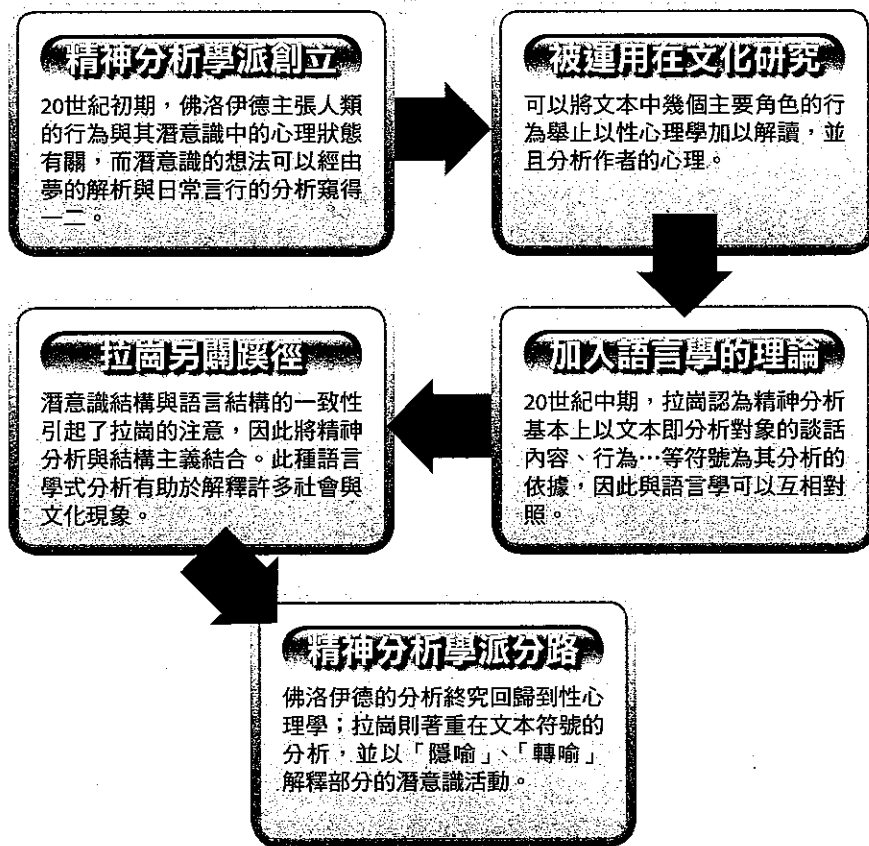 精神分析學派創立
20世紀初期，佛洛伊德主張人類
的行為與其潛意識中的心理狀態
有關，而潛意識的想法可以經由
夢的解析與日常言行的分析窺得
一二。
被運用在文化研究
可以將文本中幾個主要角色的行
為舉止以性心理學加以解讀，並
且分析作者的心理。
加入語言學的理論
20世紀中期，拉崗認為精神分析
基本上以文本即分析對象的談話
內容、行為…等符號為其分析的
依據，因此與語言學可以互相對
照。
拉崗另闢蹊徑
潛意識結構與語言結構的一致性
引起了拉崗的注意，因此將精神
分析與結構主義結合。此種語言
學式分析有助於解釋許多社會與
文化現象。
精神分析學派分路
佛洛伊德的分析終究回歸到性心
理學；拉崗則著重在文本符號的
分析，並以「隱喻」、「轉喻」
解釋部分的潛意識活動。